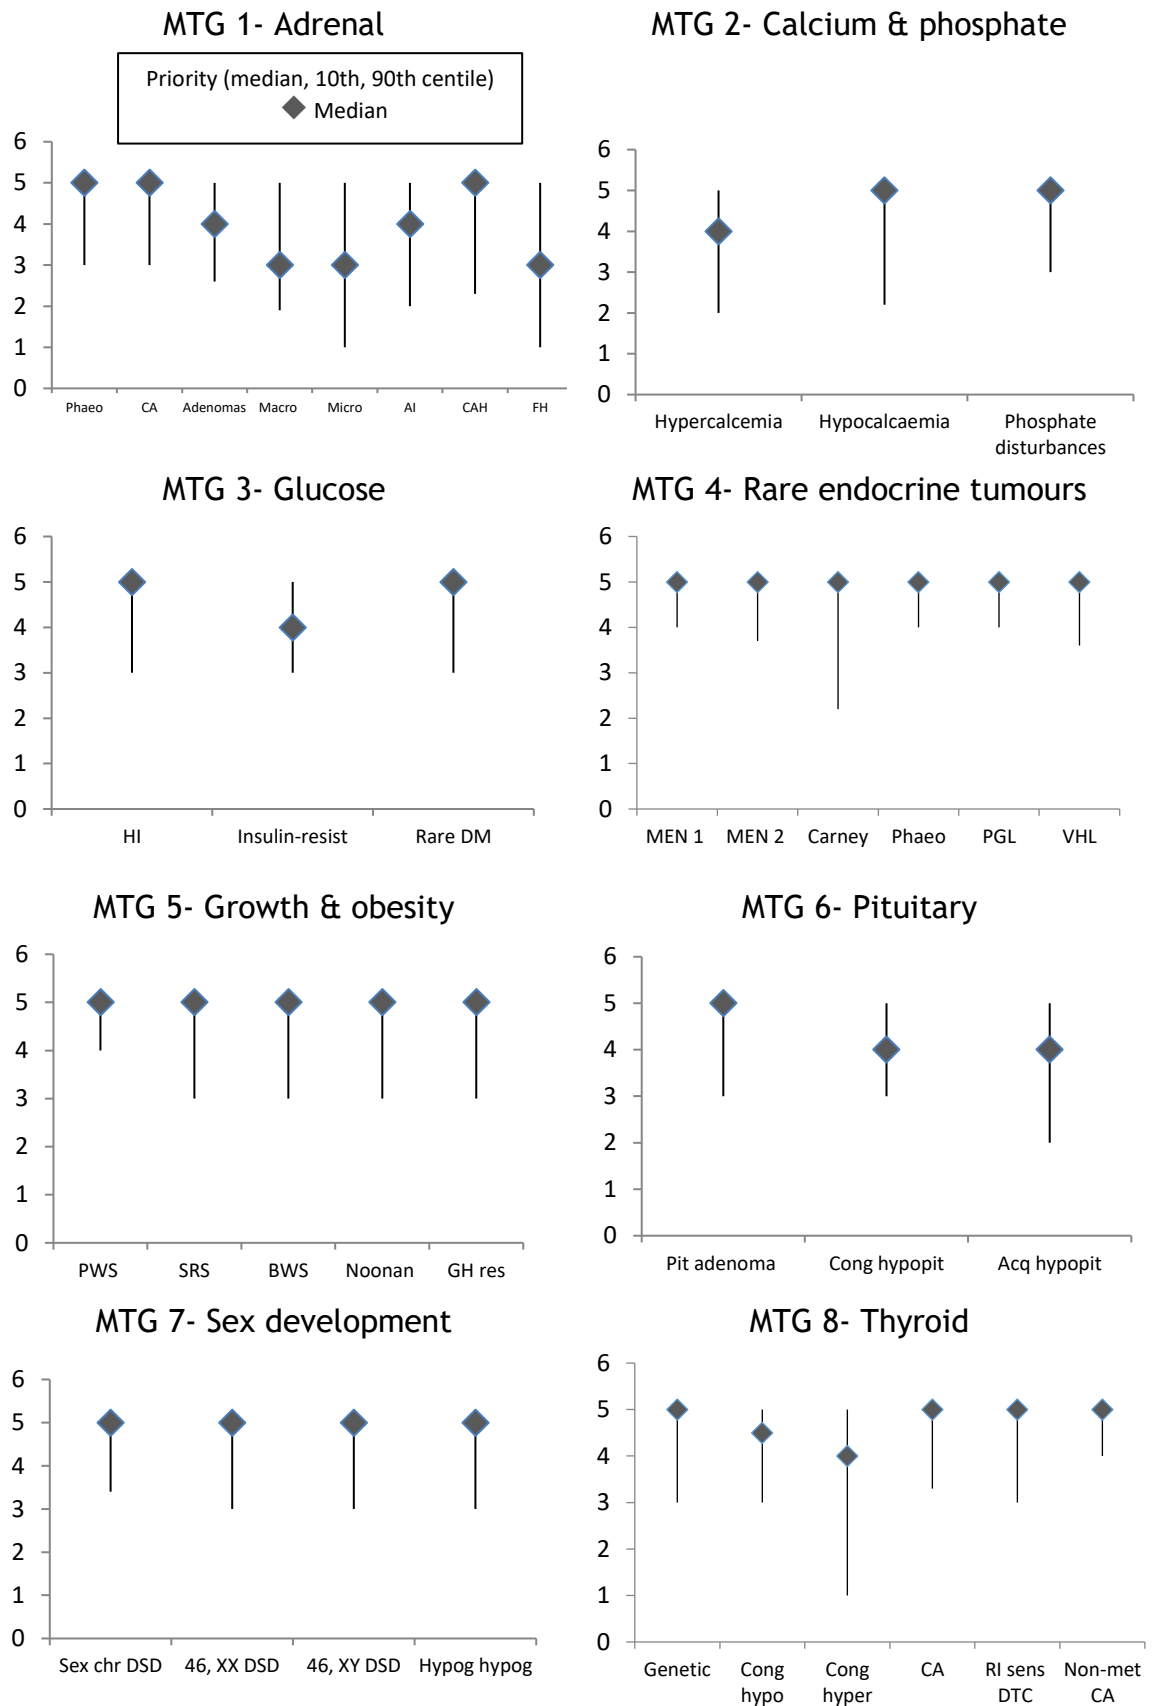 MTG 1- Adrenal
Priority (median, 10th, 90th centile)
Median
6
5
4
3
2
1
0
Phaeo CA Adenomas Macro Micro AI CAH FH
MTG 2- Calcium & phosphate
6
5
4
3
2
1
0
Hypercalcemia Hypocalcaemia Phosphate
disturbances
MTG 3- Glucose
6
5
4
3
2
1
0
HI Insulin-resist Rare DM
MTG 4- Rare endocrine tumours
6
5
4
3
2
1
0
MEN 1 MEN 2 Carney Phaeo PGL VHL
MTG 5- Growth & obesity
6
5
4
3
2
1
0
PWS SRS BWS Noonan GH res
MTG 6- Pituitary
6
5
4
3
2
1
0
Pit adenoma Cong hypopit Acq hypopit
MTG 7- Sex development
6
5
4
3
2
1
0
Sex chr DSD 46, XX DSD 46, XY DSD Hypog hypog
MTG 8- Thyroid
6
5
4
3
2
1
0
Genetic Cong Cong CA RI sens Non-met
hypo hyper DTC CA